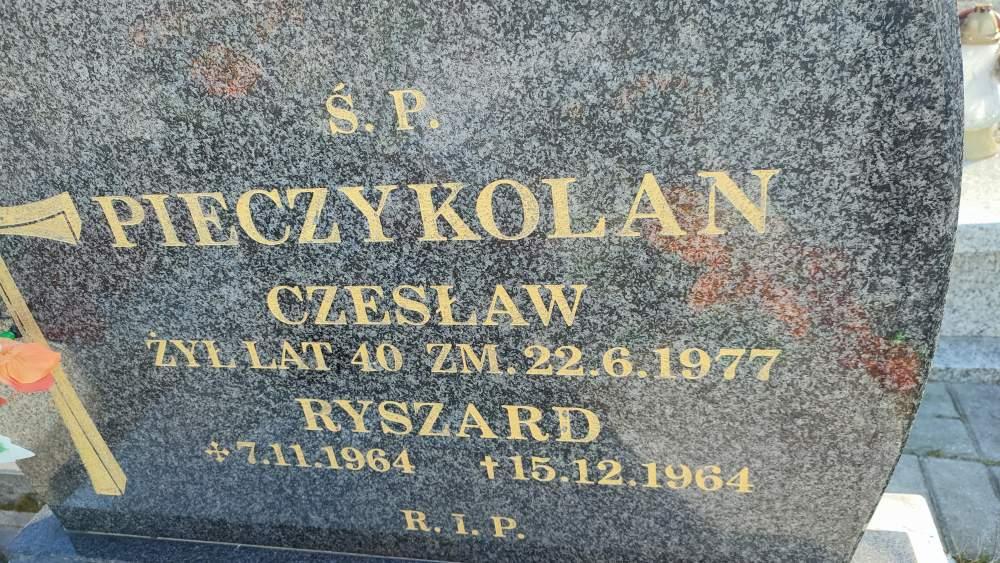 Ś. P.
PIECZYKOLAN
CZESŁAW
ŻYŁ LAT 40 ZM. 22.6.1977
RYSZARD
7.11.1964 †15.12.1964
R. I. P.